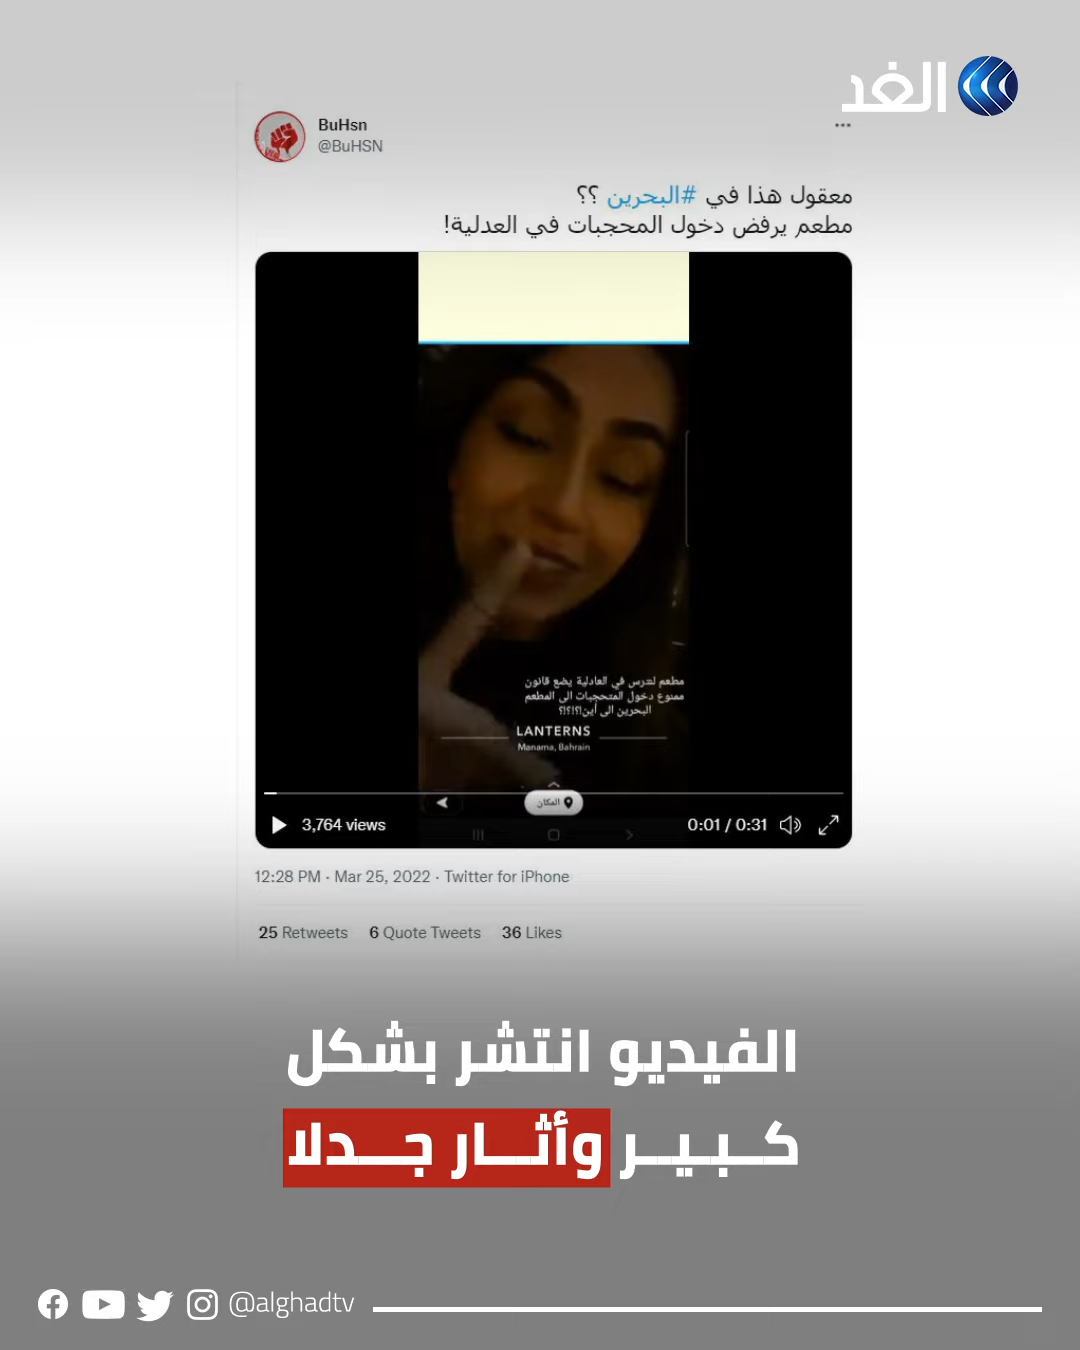 الغد
BuHsn
@BuHSN
معقول هذا في #البحرين ؟؟
مطعم يرفض دخول المحجبات في العدلية!
مطعم لنترس في العادلية يضع قانون
ممنوع دخول المتحجبات الى المطعم
البحرين الى أين؟!؟!؟!
LANTERNS
Manama, Bahrain
المكان
3,764 views
0:01 / 0:31
12:28 PM · Mar 25, 2022 · Twitter for iPhone
25 Retweets 6 Quote Tweets 36 Likes
الفيديو انتشر بشكل
كـبـيـر وأثـار جـدلا
@alghadtv